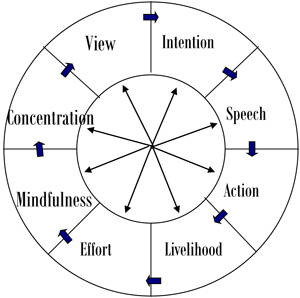 View
Intention
Speech
Action
Livelihood
Effort
Mindfulness
Concentration